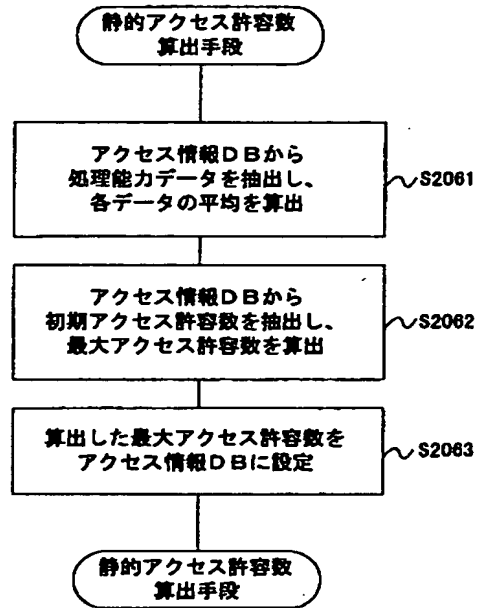 静的アクセス許容数
算出手段
アクセス情報DBから
処理能力データを抽出し、
各データの平均を算出
S2061
アクセス情報DBから
初期アクセス許容数を抽出し、
最大アクセス許容数を算出
S2062
算出した最大アクセス許容数を
アクセス情報DBに設定
S2063
静的アクセス許容数
算出手段